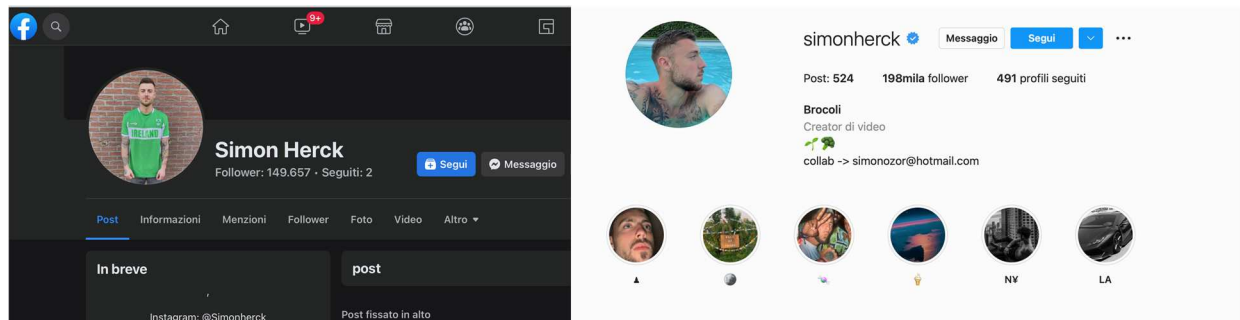 9+
IRELAND
Simon Herck
Follower: 149.657 • Seguiti: 2
Segui
Messaggio
Post Informazioni Menzioni Follower Foto Video Altro
In breve
,
Instagram: @Simonherck
post
Post fissato in alto
simonherck
Messaggio
Segui
Post: 524 198mila follower 491 profili seguiti
Brocoli
Creator di video
🌱🥦
collab -> simonozor@hotmail.com
♟
N¥
LA